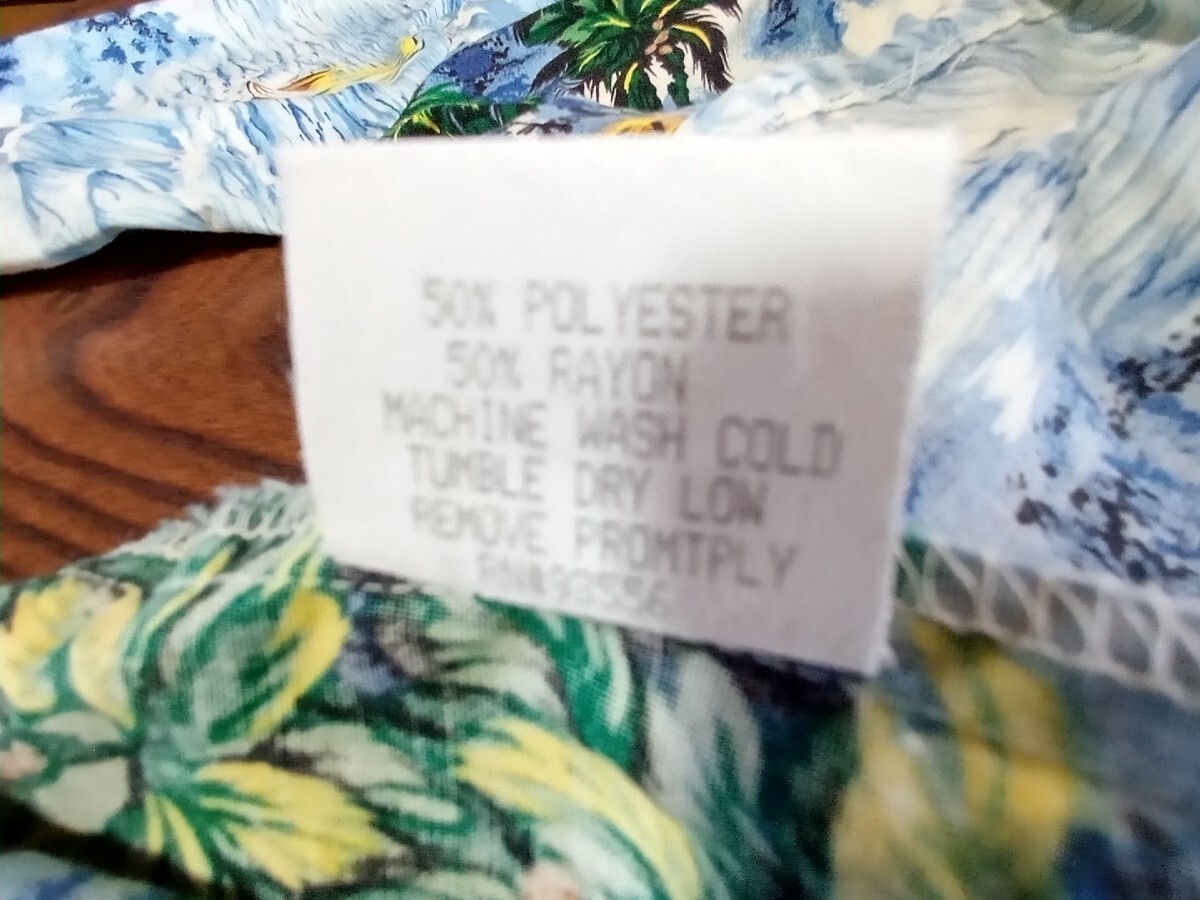 50% POLYESTER
50% RAYON
MACHINE WASH COLD
TUMBLE DRY LOW
REMOVE PROMTPLY